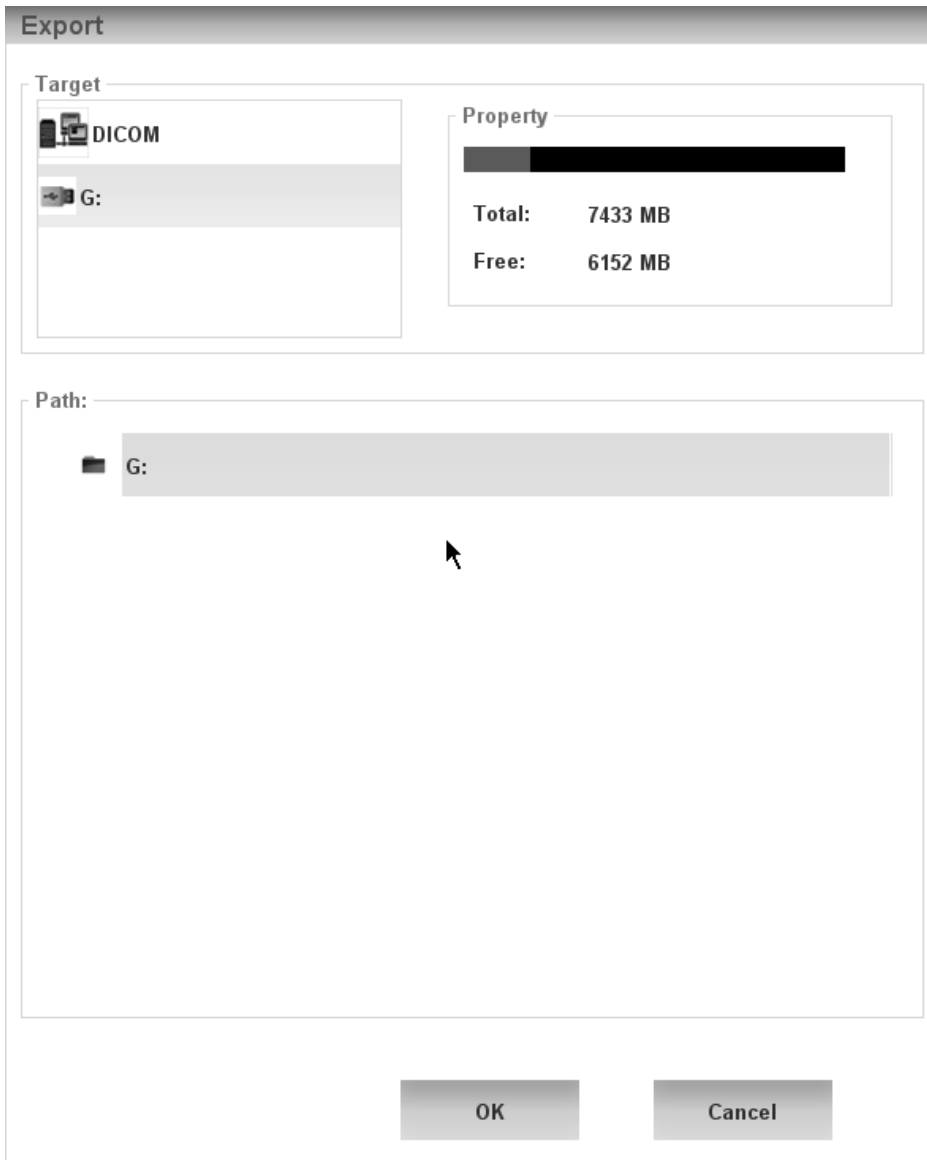 Export
Target
DICOM
G:
Property
Total: 7433 MB
Free: 6152 MB
Path:
G:
OK Cancel